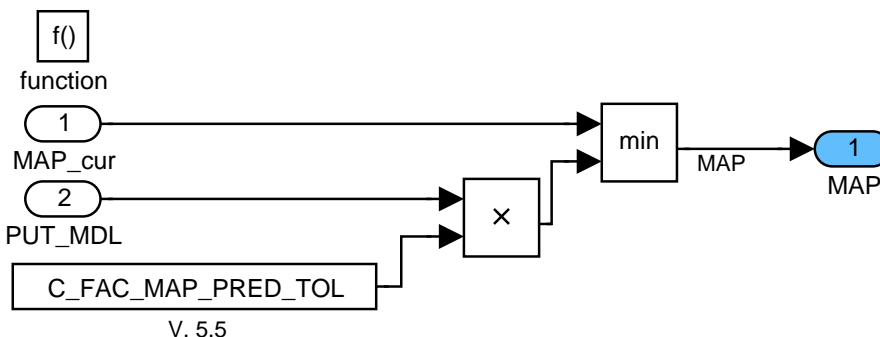 f()
function
1
MAP_cur
2
PUT_MDL
C_FAC_MAP_PRED_TOL
V. 5.5
×
min
MAP
1
MAP